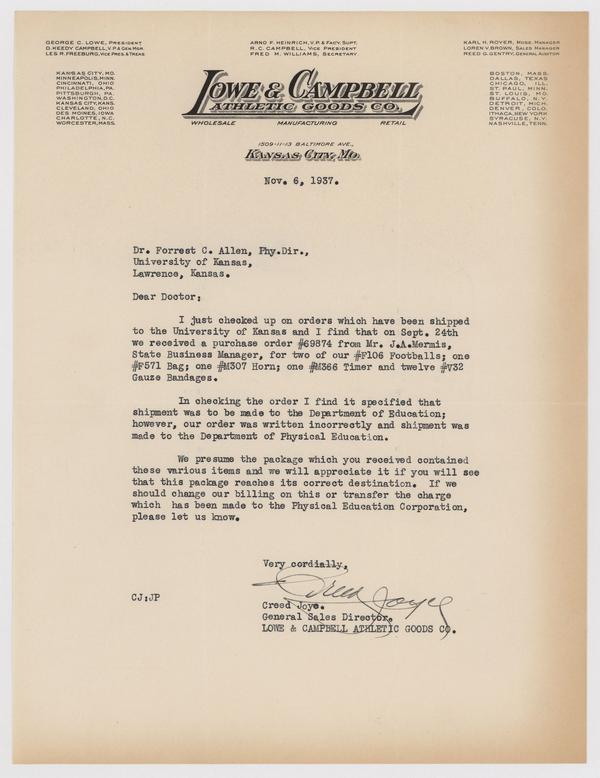 GEORGE C. LOWE, PRESIDENT
D. KEEDY CAMPBELL, V.P. & GEN. MGR.
LES R. FREEBURG, VICE PRES. & TREAS.
ARNO F. HEINRICH, V.P. & FACY. SUPT.
R.C. CAMPBELL, VICE PRESIDENT
FRED M. WILLIAMS, SECRETARY
KARL H. ROYER, MDSE. MANAGER
LOREN V. BROWN, SALES MANAGER
REED G. GENTRY, GENERAL AUDITOR
KANSAS CITY, MO.
MINNEAPOLIS, MINN.
CINCINNATI, OHIO
PHILADELPHIA, PA.
PITTSBURGH, PA.
WASHINGTON, D.C.
KANSAS CITY, KANS.
CLEVELAND, OHIO
DES MOINES, IOWA
CHARLOTTE, N.C.
WORCESTER, MASS.
LOWE & CAMPBELL
ATHLETIC GOODS CO.
WHOLESALE MANUFACTURING RETAIL
BOSTON, MASS.
DALLAS, TEXAS
CHICAGO, ILL.
ST. PAUL, MINN.
ST. LOUIS, MO.
BUFFALO, N.Y.
DETROIT, MICH.
DENVER, COLO.
ITHACA, NEW YORK
SYRACUSE, N.Y.
NASHVILLE, TENN.
1509-11-13 BALTIMORE AVE.,
KANSAS CITY, MO.
Nov. 6, 1937.
Dr. Forrest C. Allen, Phy.Dir.,
University of Kansas,
Lawrence, Kansas.
Dear Doctor;
I just checked up on orders which have been shipped
to the University of Kansas and I find that on Sept. 24th
we received a purchase order #69874 from Mr. J.A.Mermis,
State Business Manager, for two of our #F106 Footballs; one
#F571 Bag; one #M307 Horn; one #M366 Timer and twelve #V32
Gauze Bandages.
In checking the order I find it specified that
shipment was to be made to the Department of Education;
however, our order was written incorrectly and shipment was
made to the Department of Physical Education.
We presume the package which you received contained
these various items and we will appreciate it if you will see
that this package reaches its correct destination. If we
should change our billing on this or transfer the charge
which has been made to the Physical Education Corporation,
please let us know.
Very cordially,
Creed Joyce
CJ:JP
Creed Joye.
General Sales Director,
LOWE & CAMPBELL ATHLETIC GOODS CO.